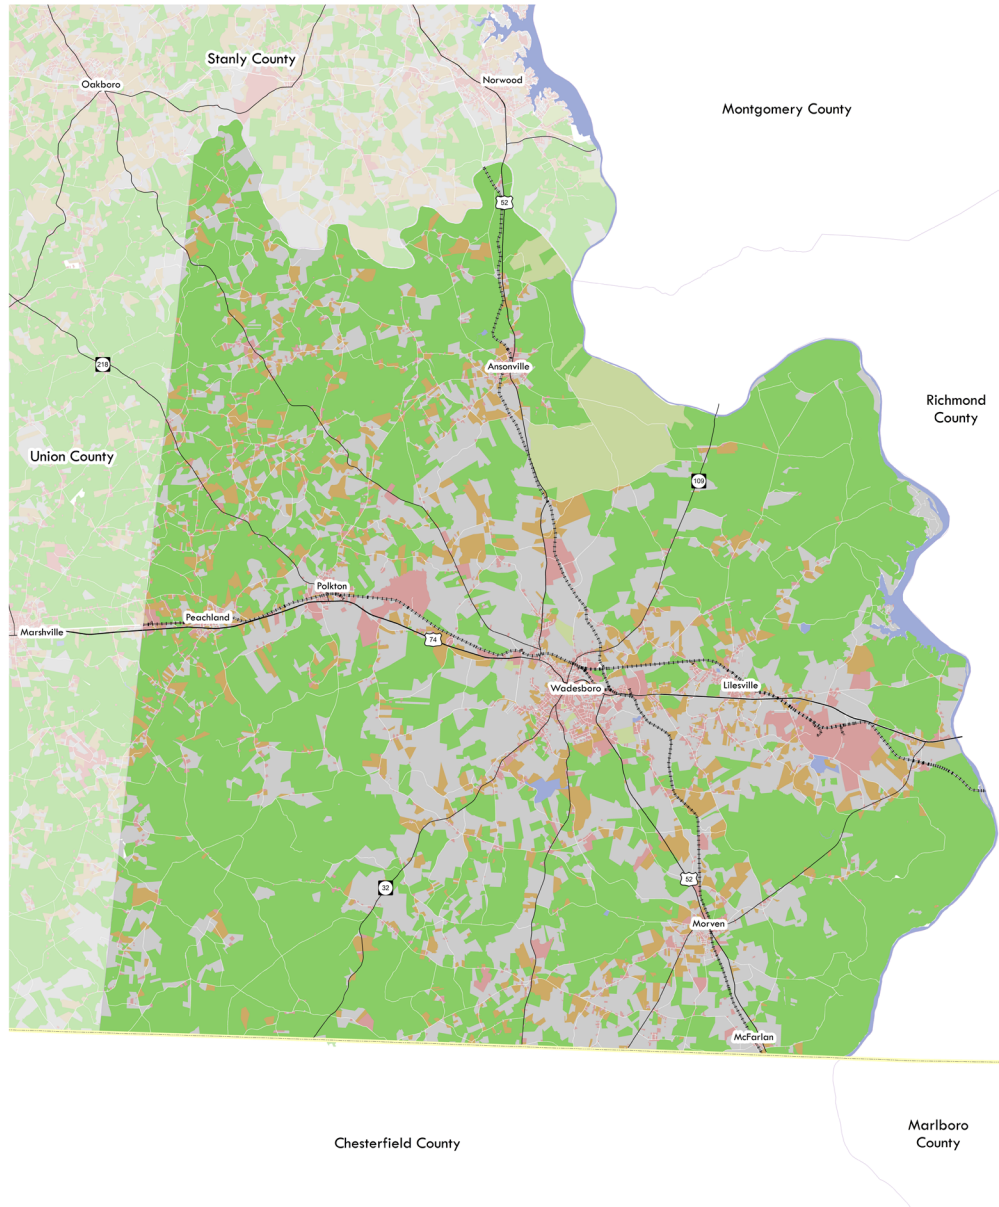 Stanly County
Oakboro
Norwood
Montgomery County
52
218
Ansonville
Richmond
County
Union County
109
Polkton
Peachland
Marshville
74
Lilesville
Wadesboro
52
32
Morven
McFarlan
Chesterfield County
Marlboro
County